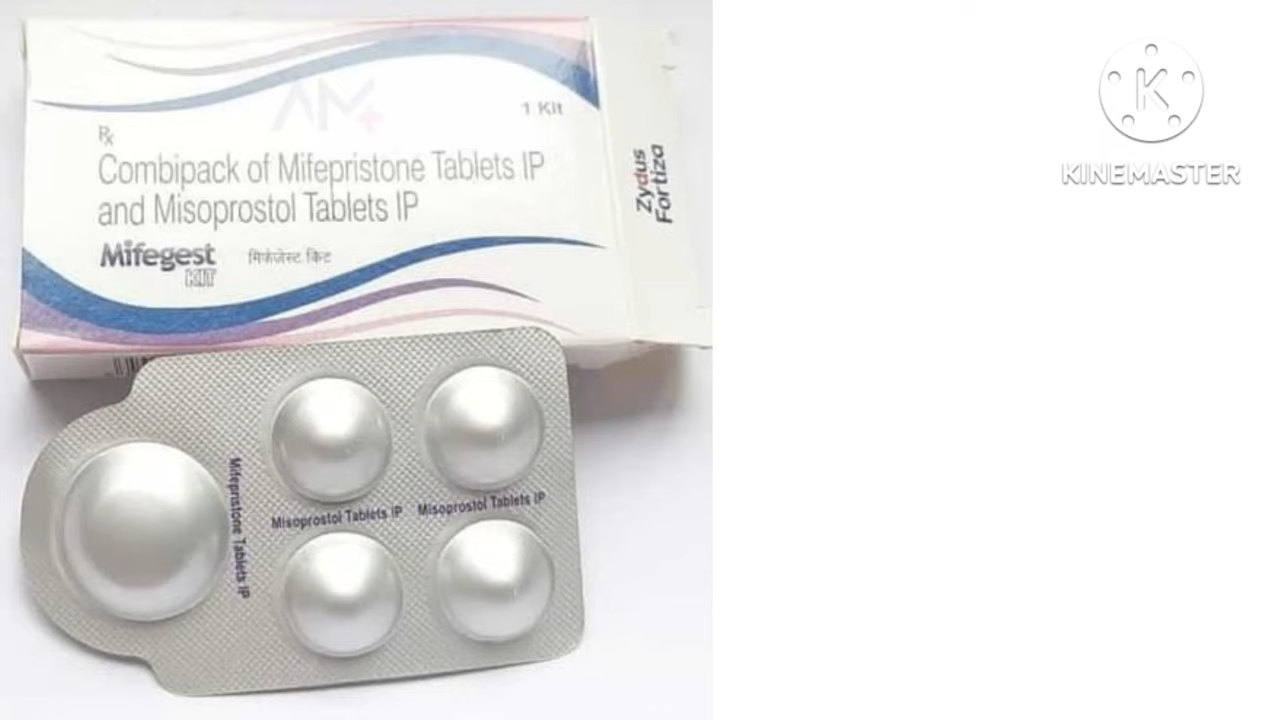 AM+
1 Kit
Rx
Combipack of Mifepristone Tablets IP
and Misoprostol Tablets IP
Mifegest
KIT
मिफेजेस्ट किट
Zydus
Fortiza
Mifepristone Tablets IP
Misoprostol Tablets IP
Misoprostol Tablets IP
K
KINEMASTER